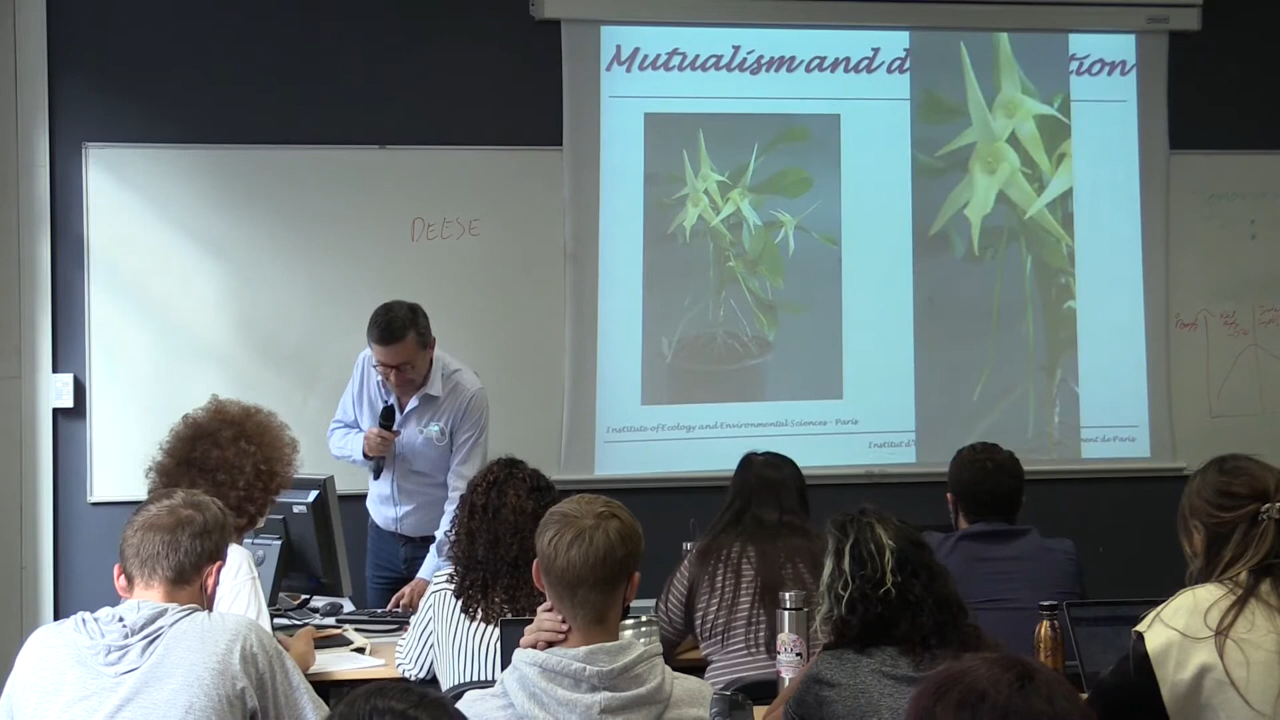 Mutualism and d tion
DEESE
Institute of Ecology and Environmental Sciences - Paris
Institut d' ment de Paris